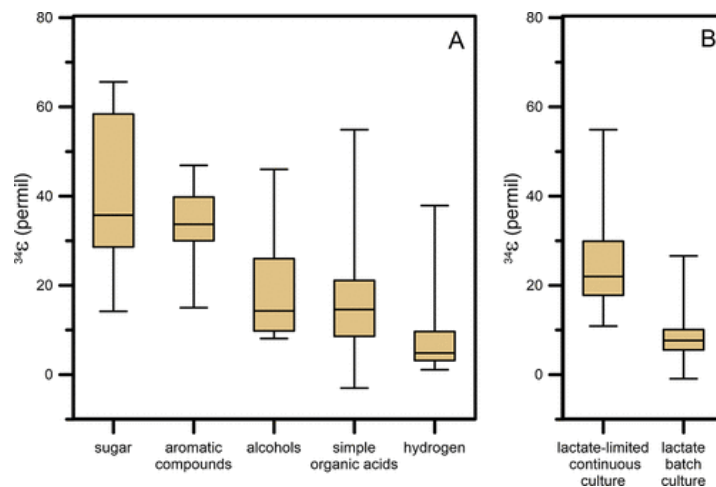 A
B
80
60
40
20
0
³⁴ε (permil)
sugar
aromatic
compounds
alcohols
simple
organic acids
hydrogen
80
60
40
20
0
³⁴ε (permil)
lactate-limited
continuous
culture
lactate
batch
culture